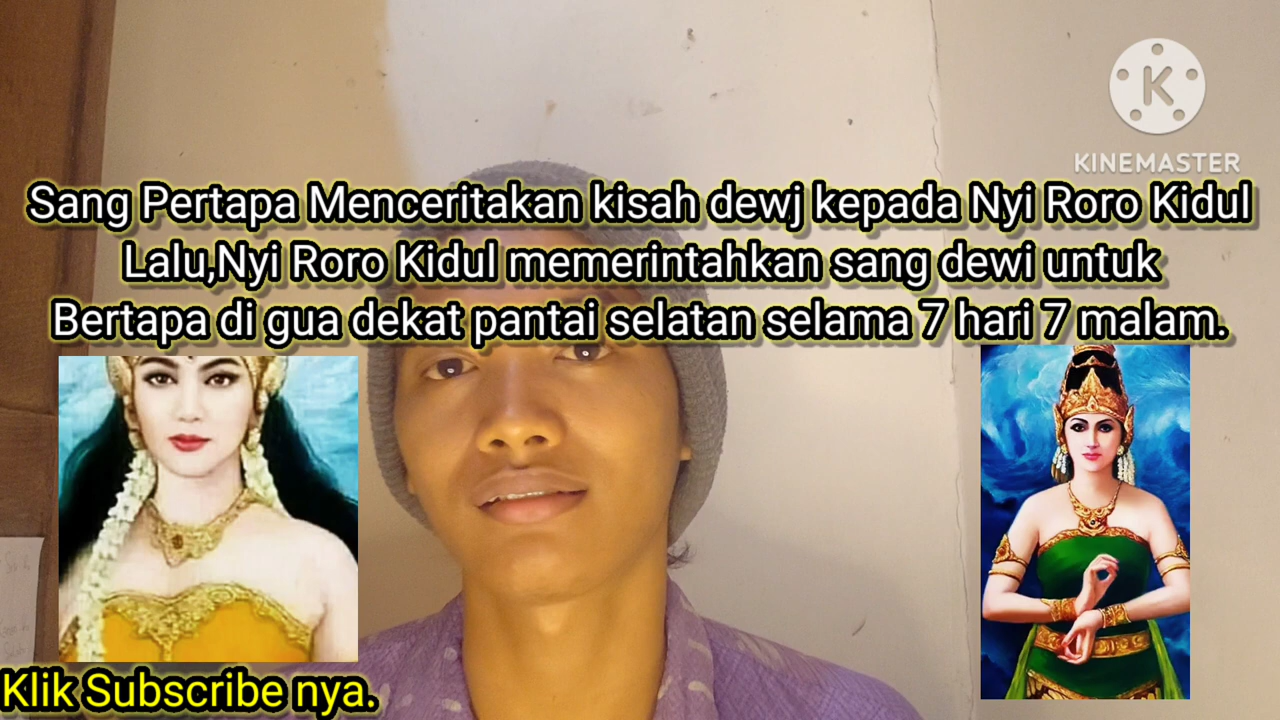 KINEMASTER
Sang Pertapa Menceritakan kisah dewj kepada Nyi Roro Kidul
Lalu,Nyi Roro Kidul memerintahkan sang dewi untuk
Bertapa di gua dekat pantai selatan selama 7 hari 7 malam.
Klik Subscribe nya.